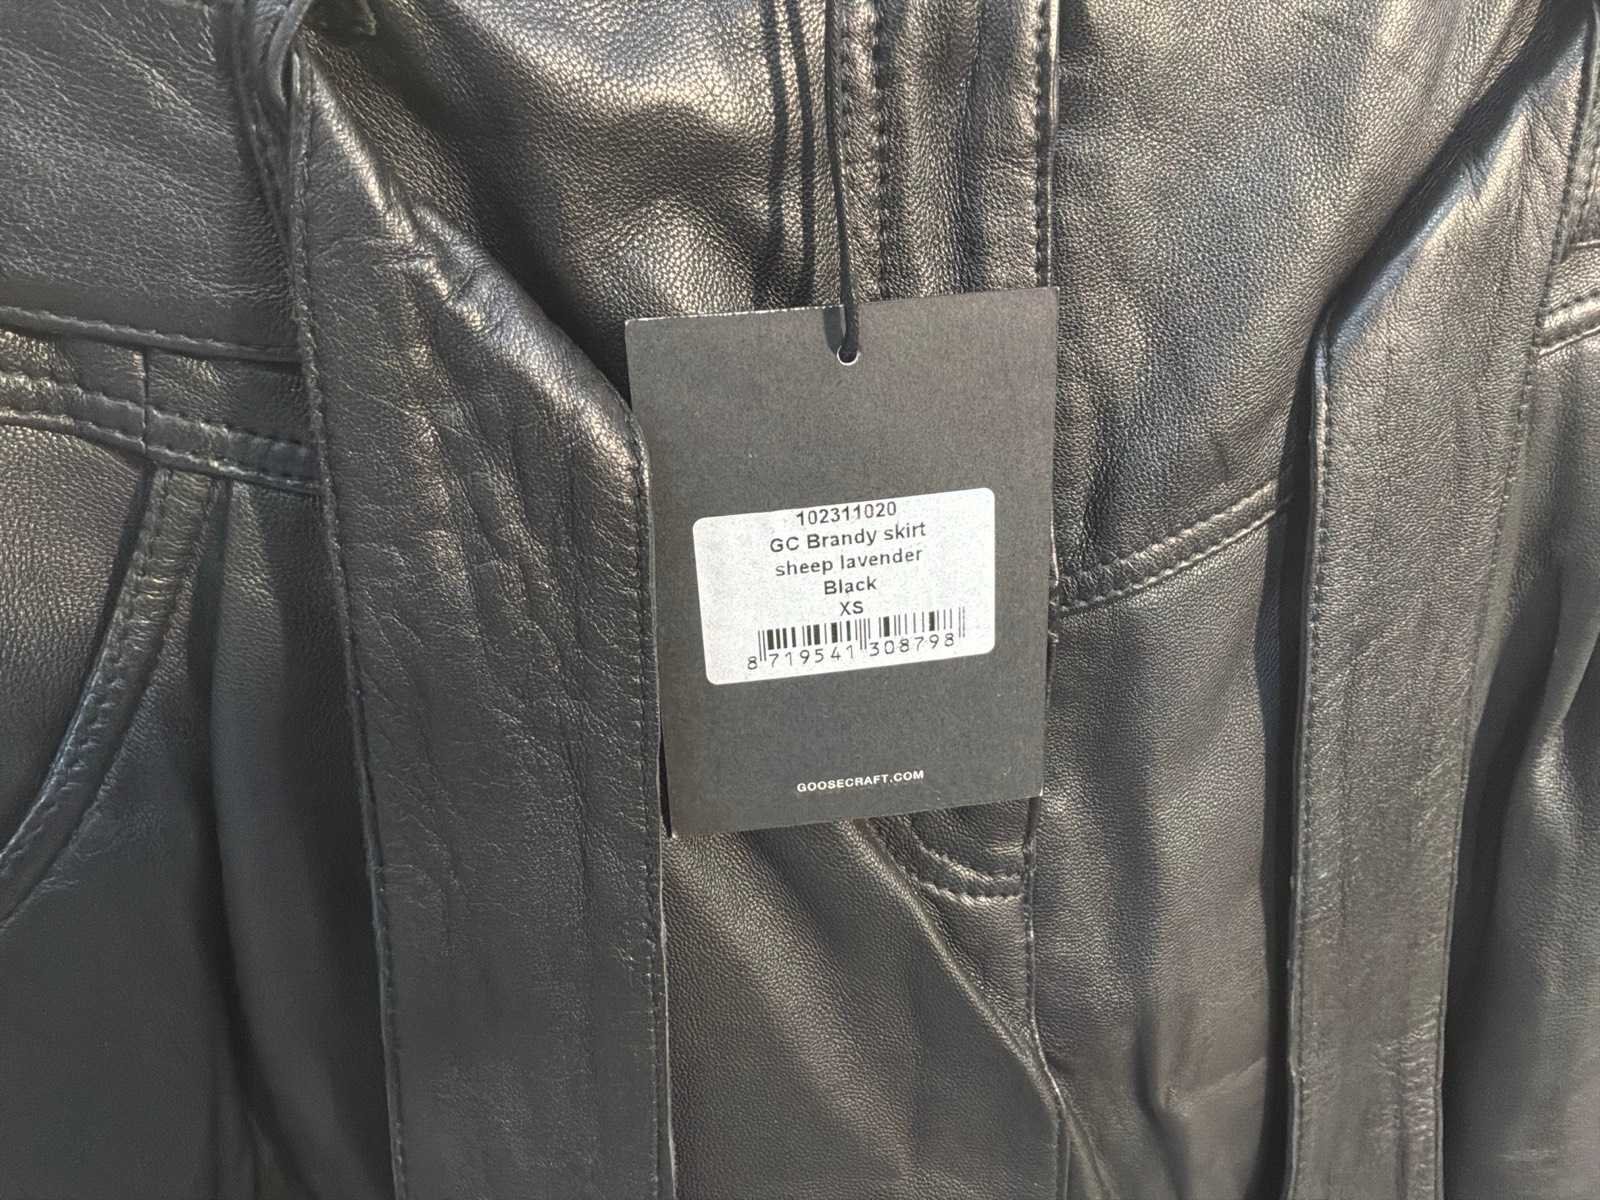 102311020
GC Brandy skirt
sheep lavender
Black
XS
8 719541 308798
GOOSECRAFT.COM